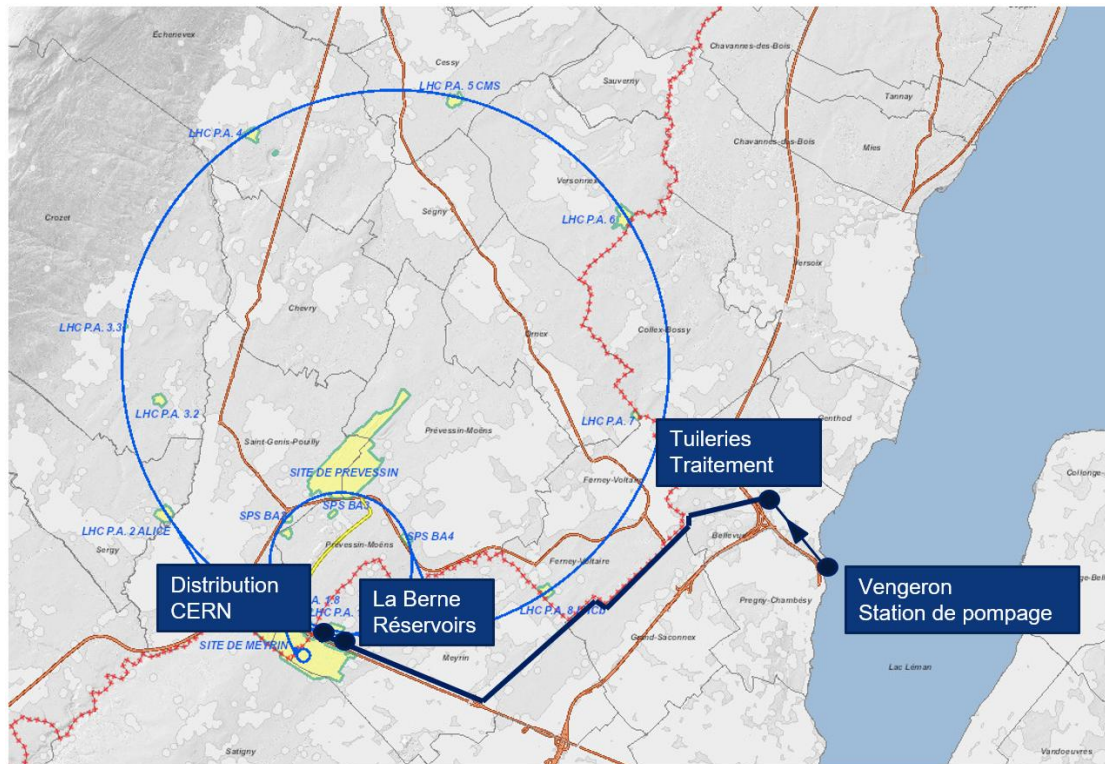 Echenevex
Cessy
LHC P.A. 5 CMS
Sauverny
Chavannes-des-Bois
Tannay
Chavannes-des-Bois
Mies
LHC P.A. 4
Versonnex
Crozet
Ségny
LHC P.A. 6
Versoix
Chevry
LHC P.A. 3.3
Ornex
Collex-Bossy
LHC P.A. 3.2
LHC P.A. 7
Genthod
Saint-Genis-Pouilly
Prévessin-Moëns
Tuileries
Traitement
SITE DE PREVESSIN
Ferney-Voltaire
SPS BA3
LHC P.A. 2 ALICE
SPS BA4
Bellevue
Sergy
Prévessin-Moëns
Ferney-Voltaire
Distribution
CERN
La Berne
Réservoirs
Vengeron
Station de pompage
Pregny-Chambésy
LHC P.A. 8
Grand-Saconnex
SITE DE MEYRIN
Meyrin
Lac Léman
Satigny
Vandoeuvres